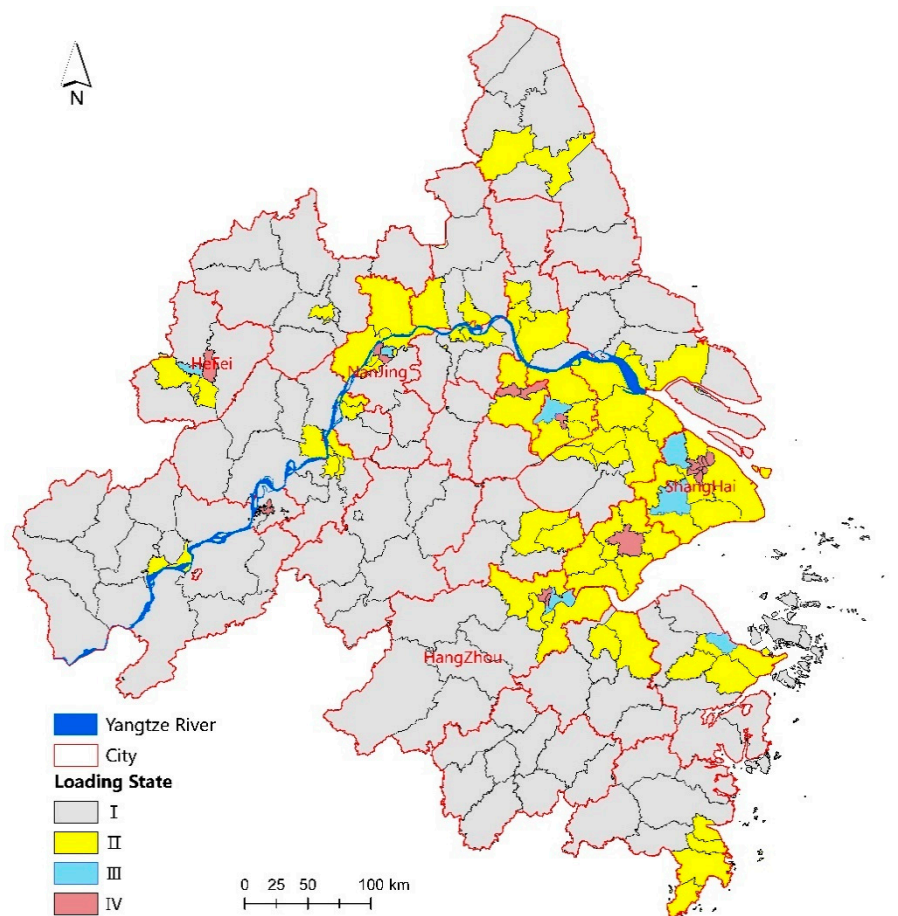 N
HeFei
NanJing
ShangHai
HangZhou
Yangtze River
City
Loading State
I
II
III
IV
0 25 50 100 km